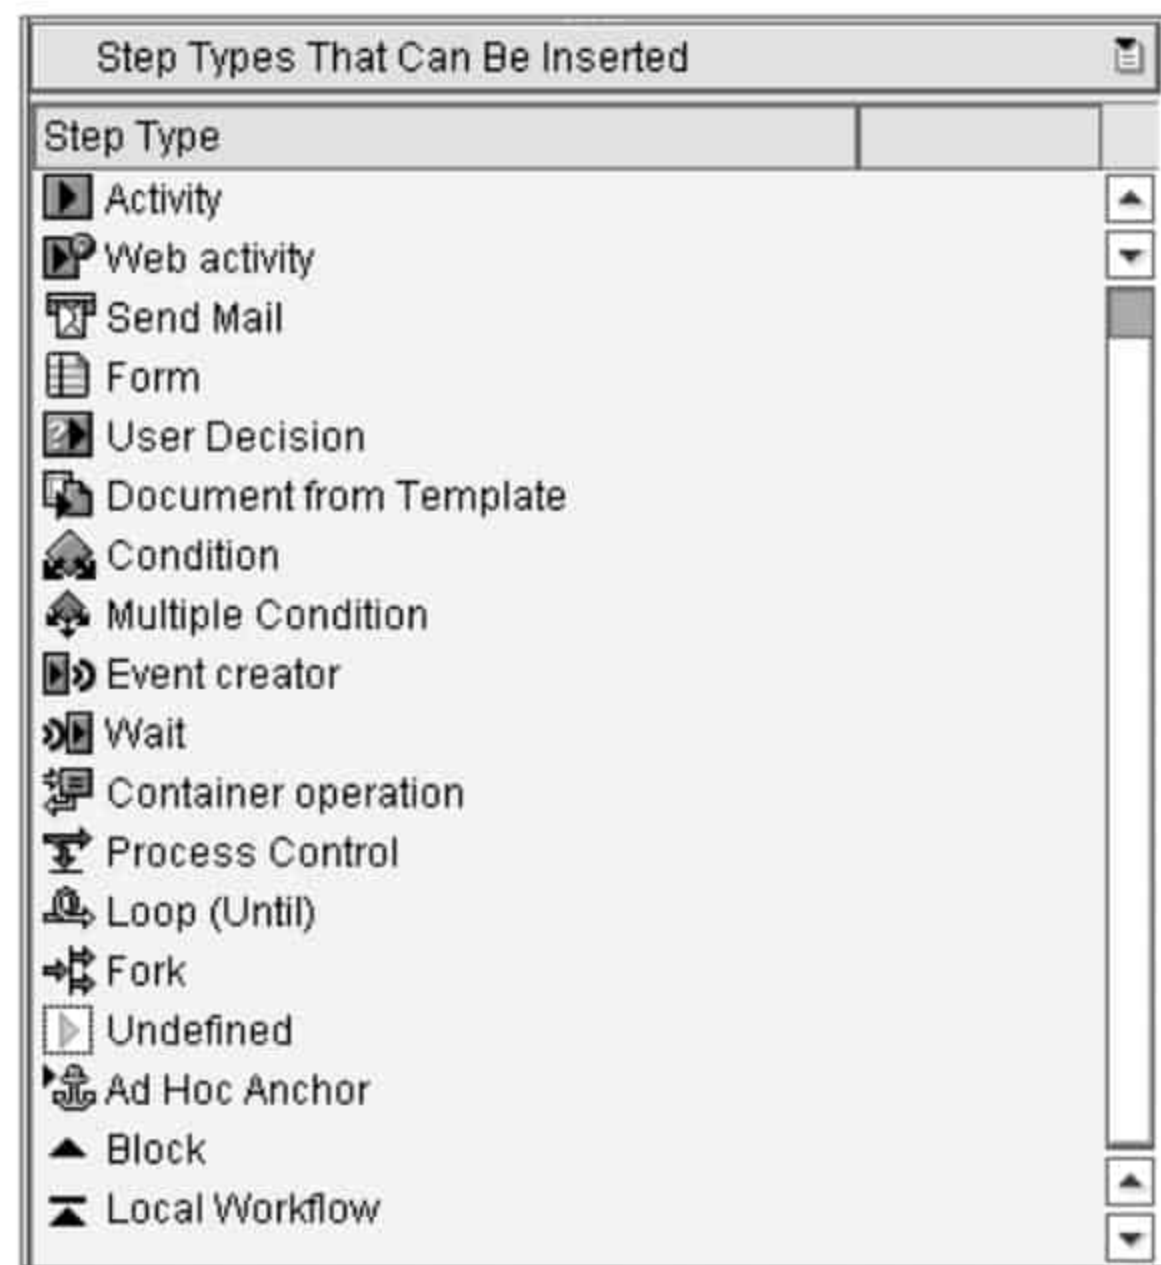 Step Types That Can Be Inserted
Step Type
Activity
Web activity
Send Mail
Form
User Decision
Document from Template
Condition
Multiple Condition
Event creator
Wait
Container operation
Process Control
Loop (Until)
Fork
Undefined
Ad Hoc Anchor
Block
Local Workflow